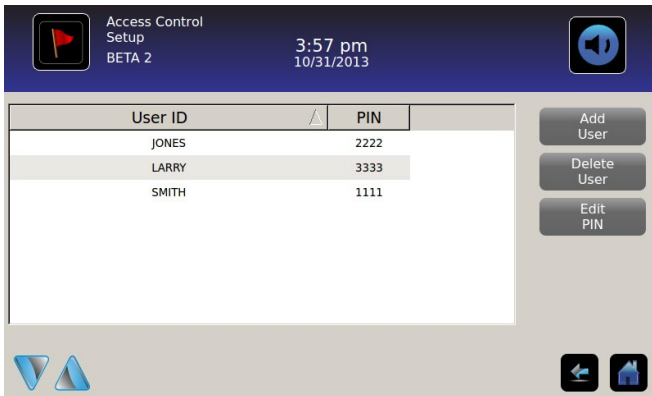 Access Control
Setup
BETA 2
3:57 pm
10/31/2013
User ID PIN
JONES 2222
LARRY 3333
SMITH 1111
Add
User
Delete
User
Edit
PIN